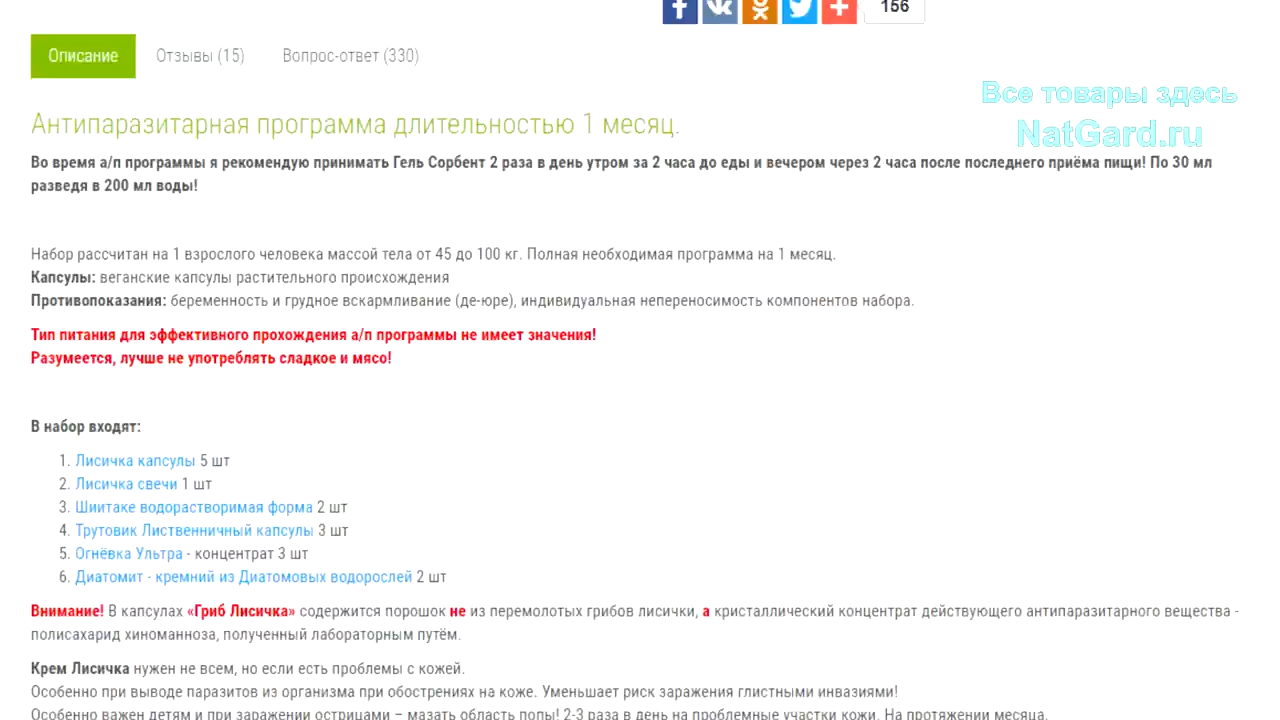 156
Описание Отзывы (15) Вопрос-ответ (330)
Все товары здесь
NatGard.ru
Антипаразитарная программа длительностью 1 месяц.
Во время а/п программы я рекомендую принимать Гель Сорбент 2 раза в день утром за 2 часа до еды и вечером через 2 часа после последнего приёма пищи! По 30 мл
разведя в 200 мл воды!
Набор рассчитан на 1 взрослого человека массой тела от 45 до 100 кг. Полная необходимая программа на 1 месяц.
Капсулы: веганские капсулы растительного происхождения
Противопоказания: беременность и грудное вскармливание (де-юре), индивидуальная непереносимость компонентов набора.
Тип питания для эффективного прохождения а/п программы не имеет значения!
Разумеется, лучше не употреблять сладкое и мясо!
В набор входят:
1. Лисичка капсулы 5 шт
2. Лисичка свечи 1 шт
3. Шиитаке водорастворимая форма 2 шт
4. Трутовик Лиственничный капсулы 3 шт
5. Огнёвка Ультра - концентрат 3 шт
6. Диатомит - кремний из Диатомовых водорослей 2 шт
Внимание! В капсулах «Гриб Лисичка» содержится порошок не из перемолотых грибов лисички, а кристаллический концентрат действующего антипаразитарного вещества -
полисахарид хиноманноза, полученный лабораторным путём.
Крем Лисичка нужен не всем, но если есть проблемы с кожей.
Особенно при выводе паразитов из организма при обострениях на коже. Уменьшает риск заражения глистными инвазиями!
Особенно важен детям и при заражении острицами – мазать область попы! 2-3 раза в день на проблемные участки кожи. На протяжении месяца.